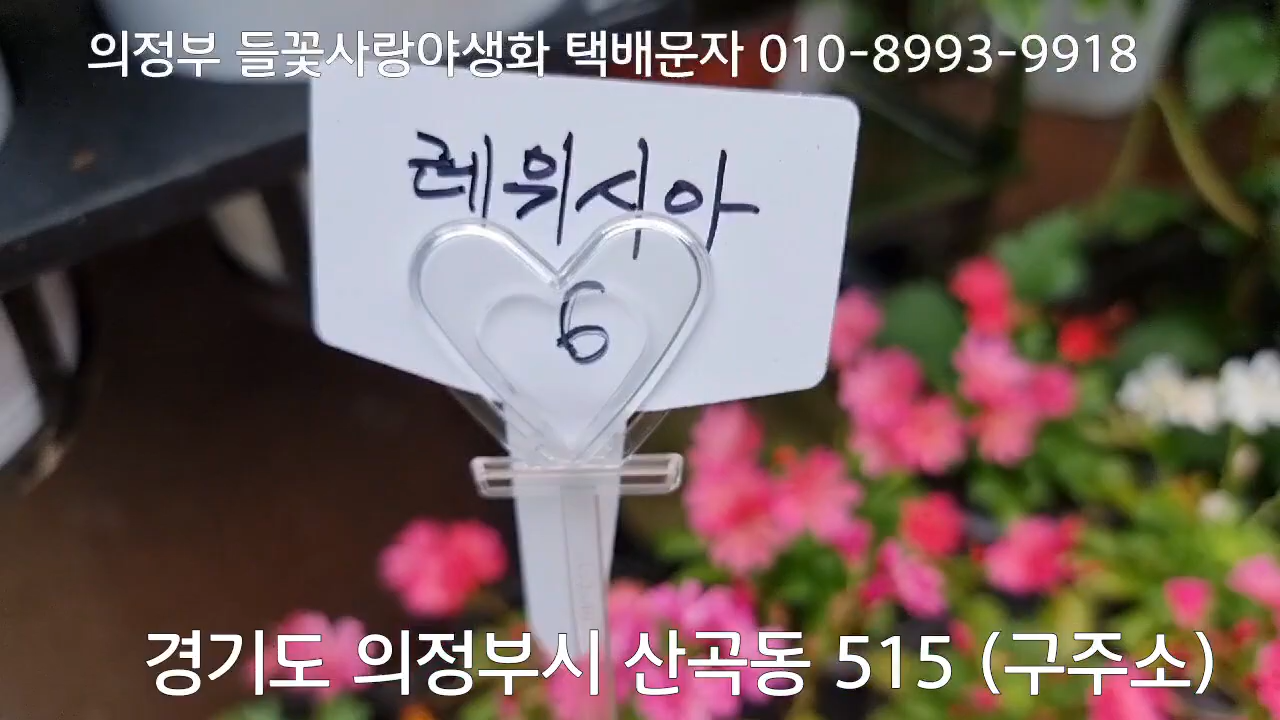 의정부 들꽃사랑야생화 택배문자 010-8993-9918
레위시아
6
경기도 의정부시 산곡동 515 (구주소)